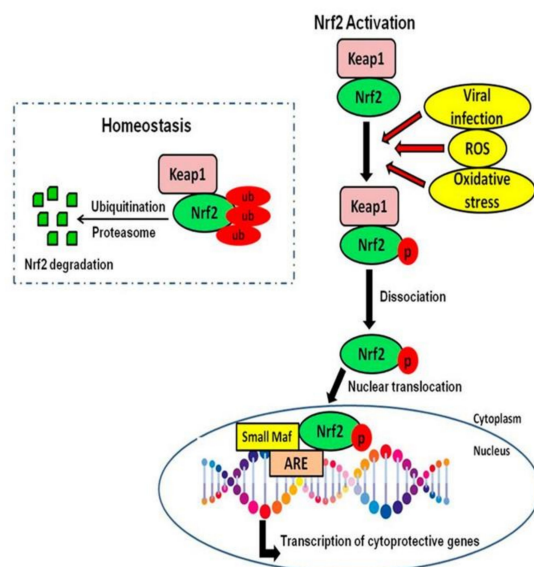 Nrf2 Activation
Keap1
Nrf2
Viral
infection
ROS
Oxidative
stress
Homeostasis
Keap1
Nrf2
ub
ub
ub
Ubiquitination
Proteasome
Nrf2 degradation
Keap1
Nrf2
p
Dissociation
Nrf2
p
Nuclear translocation
Cytoplasm
Nucleus
Small Maf
Nrf2
p
ARE
Transcription of cytoprotective genes